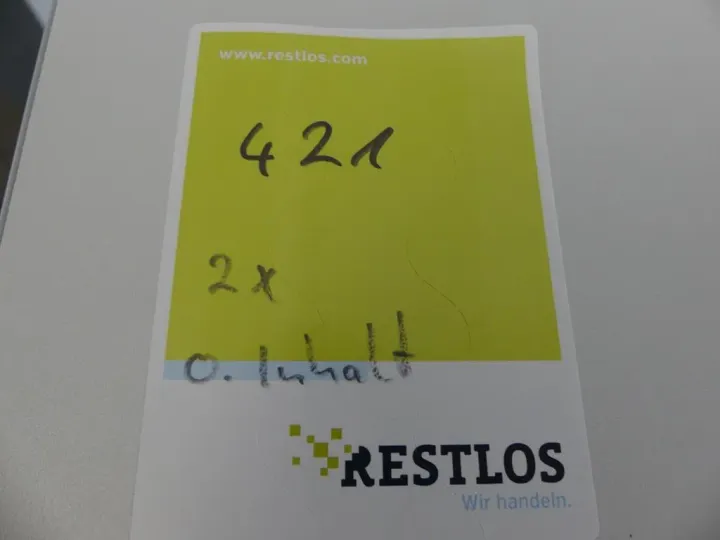 www.restlos.com
421
2x
o. Inhalt
RESTLOS
Wir handeln.